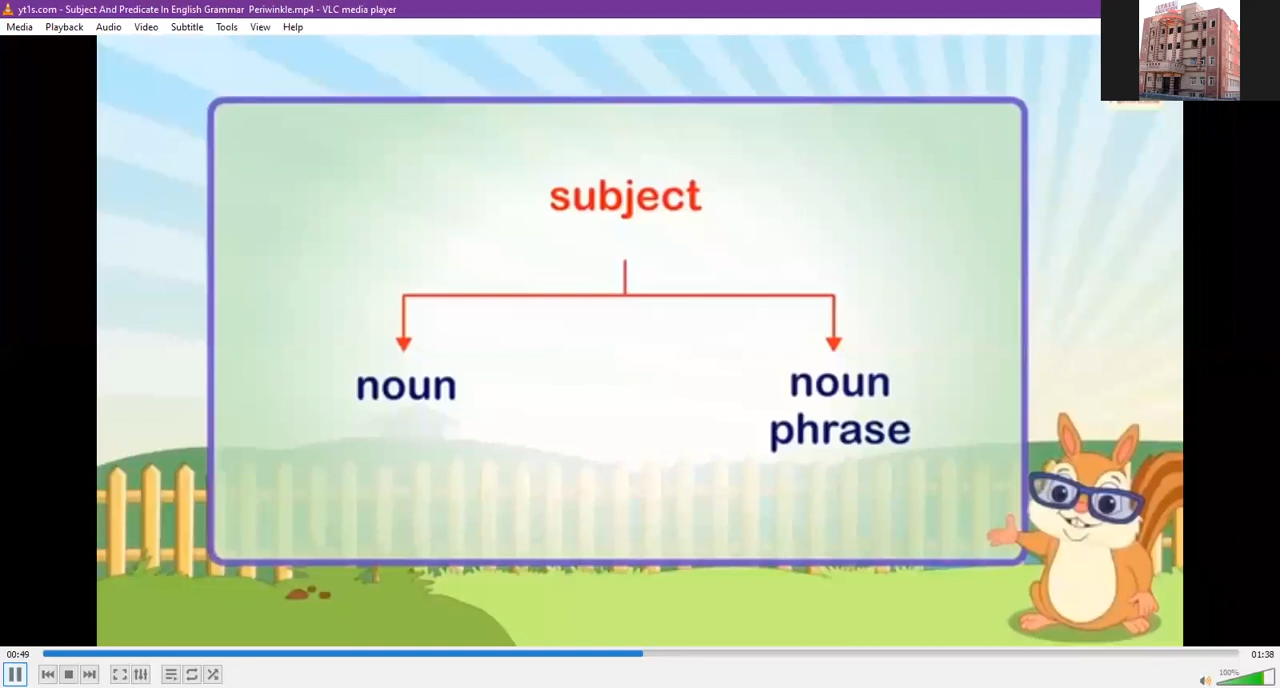 yt1s.com - Subject And Predicate In English Grammar  Periwinkle.mp4 - VLC media player
Media Playback Audio Video Subtitle Tools View Help
subject
noun
noun
phrase
00:49
01:38
100%